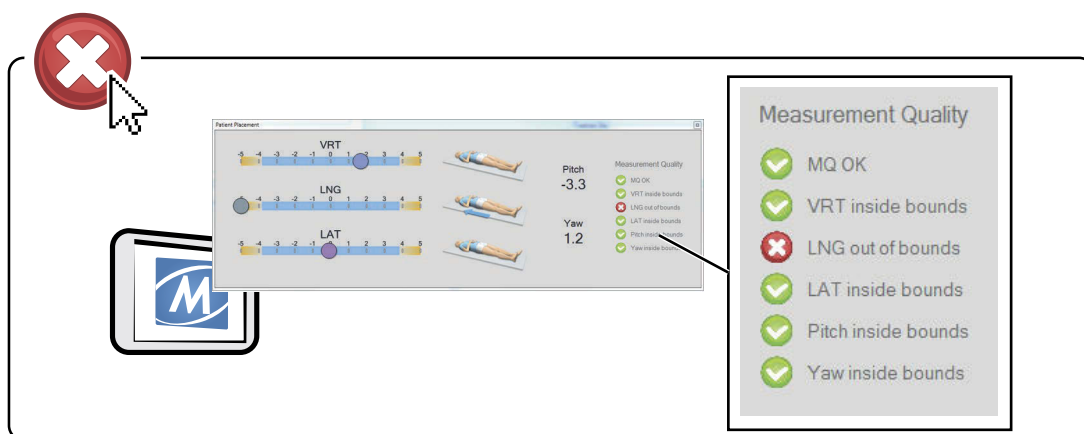 Patient Placement
VRT
-5 -4 -3 -2 -1 0 1 2 3 4 5
LNG
-4 -3 -2 -1 0 1 2 3 4 5
LAT
-5 -4 -3 -2 -1 0 1 2 3 4 5
Pitch
-3.3
Yaw
1.2
Measurement Quality
MQ OK
VRT inside bounds
LNG out of bounds
LAT inside bounds
Pitch inside bounds
Yaw inside bounds
M
Measurement Quality
MQ OK
VRT inside bounds
LNG out of bounds
LAT inside bounds
Pitch inside bounds
Yaw inside bounds